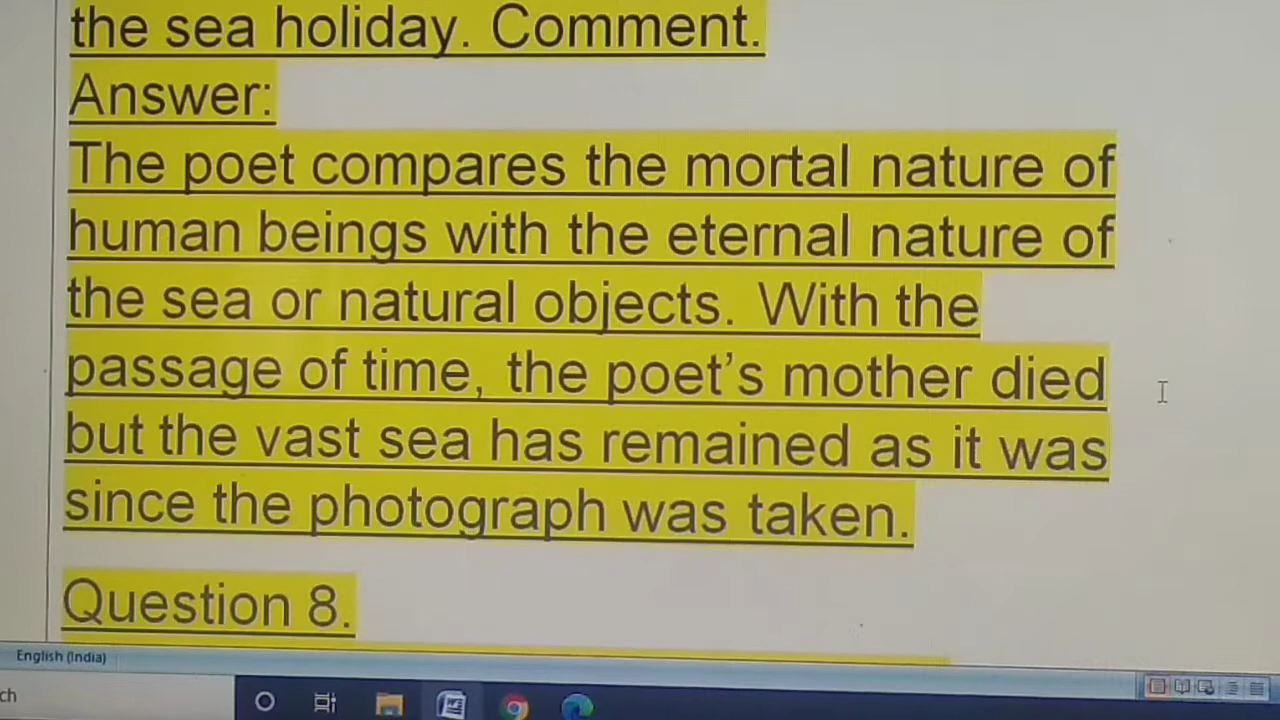 the sea holiday. Comment.
Answer:
The poet compares the mortal nature of
human beings with the eternal nature of
the sea or natural objects. With the
passage of time, the poet’s mother died
but the vast sea has remained as it was
since the photograph was taken.
Question 8.
English (India)
ch